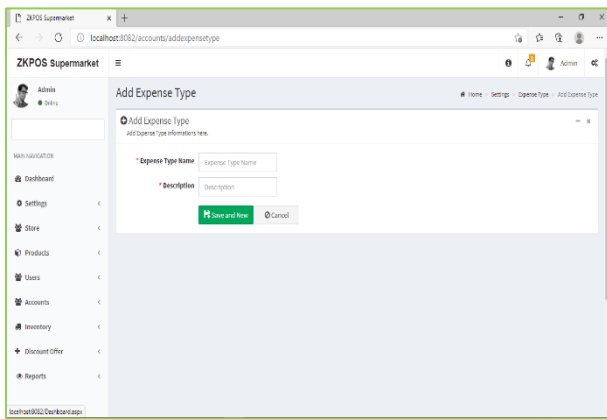 ZKPOS Supermarket
localhost:8082/accounts/addexpensetype
ZKPOS Supermarket
Admin
Admin
Online
Add Expense Type
Home > Settings > Expense Type > Add Expense Type
Add Expense Type
Add Expense Type informations here.
MAIN NAVIGATION
* Expense Type Name
Expense Type Name
Dashboard
* Description
Description
Settings
Save and New
Cancel
Store
Products
Users
Accounts
Inventory
Discount Offer
Reports
localhost:8082/Dashboard.aspx